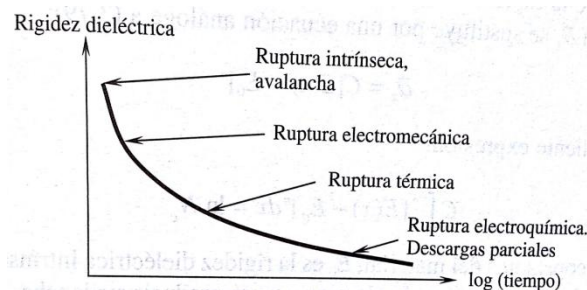 Rigidez dieléctrica
Ruptura intrínseca,
avalancha
Ruptura electromecánica
Ruptura térmica
Ruptura electroquímica.
Descargas parciales
log (tiempo)